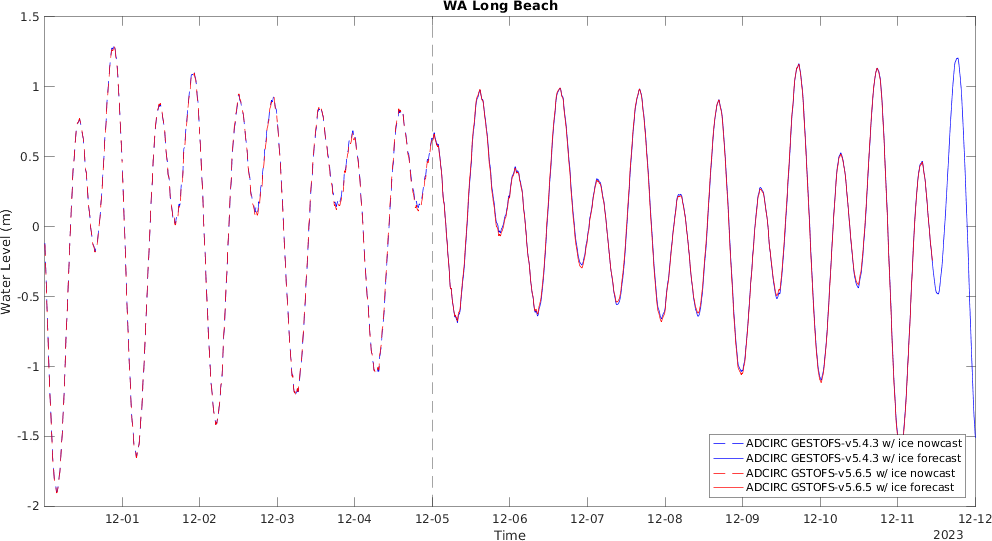 WA Long Beach
1.5
1
0.5
0
-0.5
-1
-1.5
-2
Water Level (m)
12-01 12-02 12-03 12-04 12-05 12-06 12-07 12-08 12-09 12-10 12-11 12-12
Time
2023
ADCIRC GESTOFS-v5.4.3 w/ ice nowcast
ADCIRC GESTOFS-v5.4.3 w/ ice forecast
ADCIRC GSTOFS-v5.6.5 w/ ice nowcast
ADCIRC GSTOFS-v5.6.5 w/ ice forecast